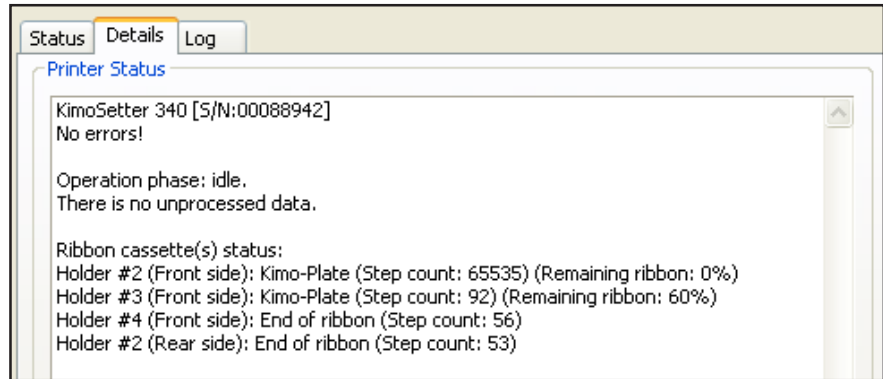 Status Details Log
Printer Status
KimoSetter 340 [S/N:00088942]
No errors!
Operation phase: idle.
There is no unprocessed data.
Ribbon cassette(s) status:
Holder #2 (Front side): Kimo-Plate (Step count: 65535) (Remaining ribbon: 0%)
Holder #3 (Front side): Kimo-Plate (Step count: 92) (Remaining ribbon: 60%)
Holder #4 (Front side): End of ribbon (Step count: 56)
Holder #2 (Rear side): End of ribbon (Step count: 53)